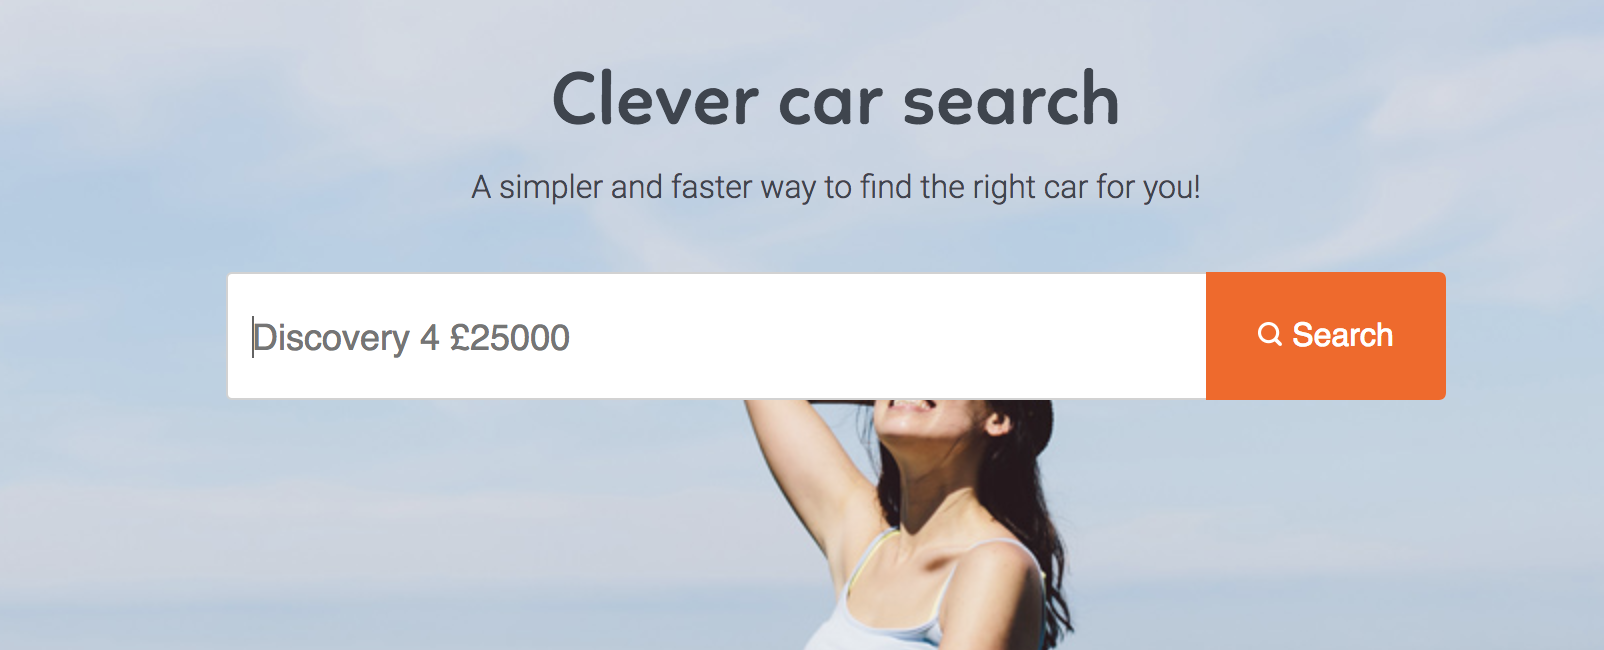 Clever car search
A simpler and faster way to find the right car for you!
Discovery 4 £25000
Search